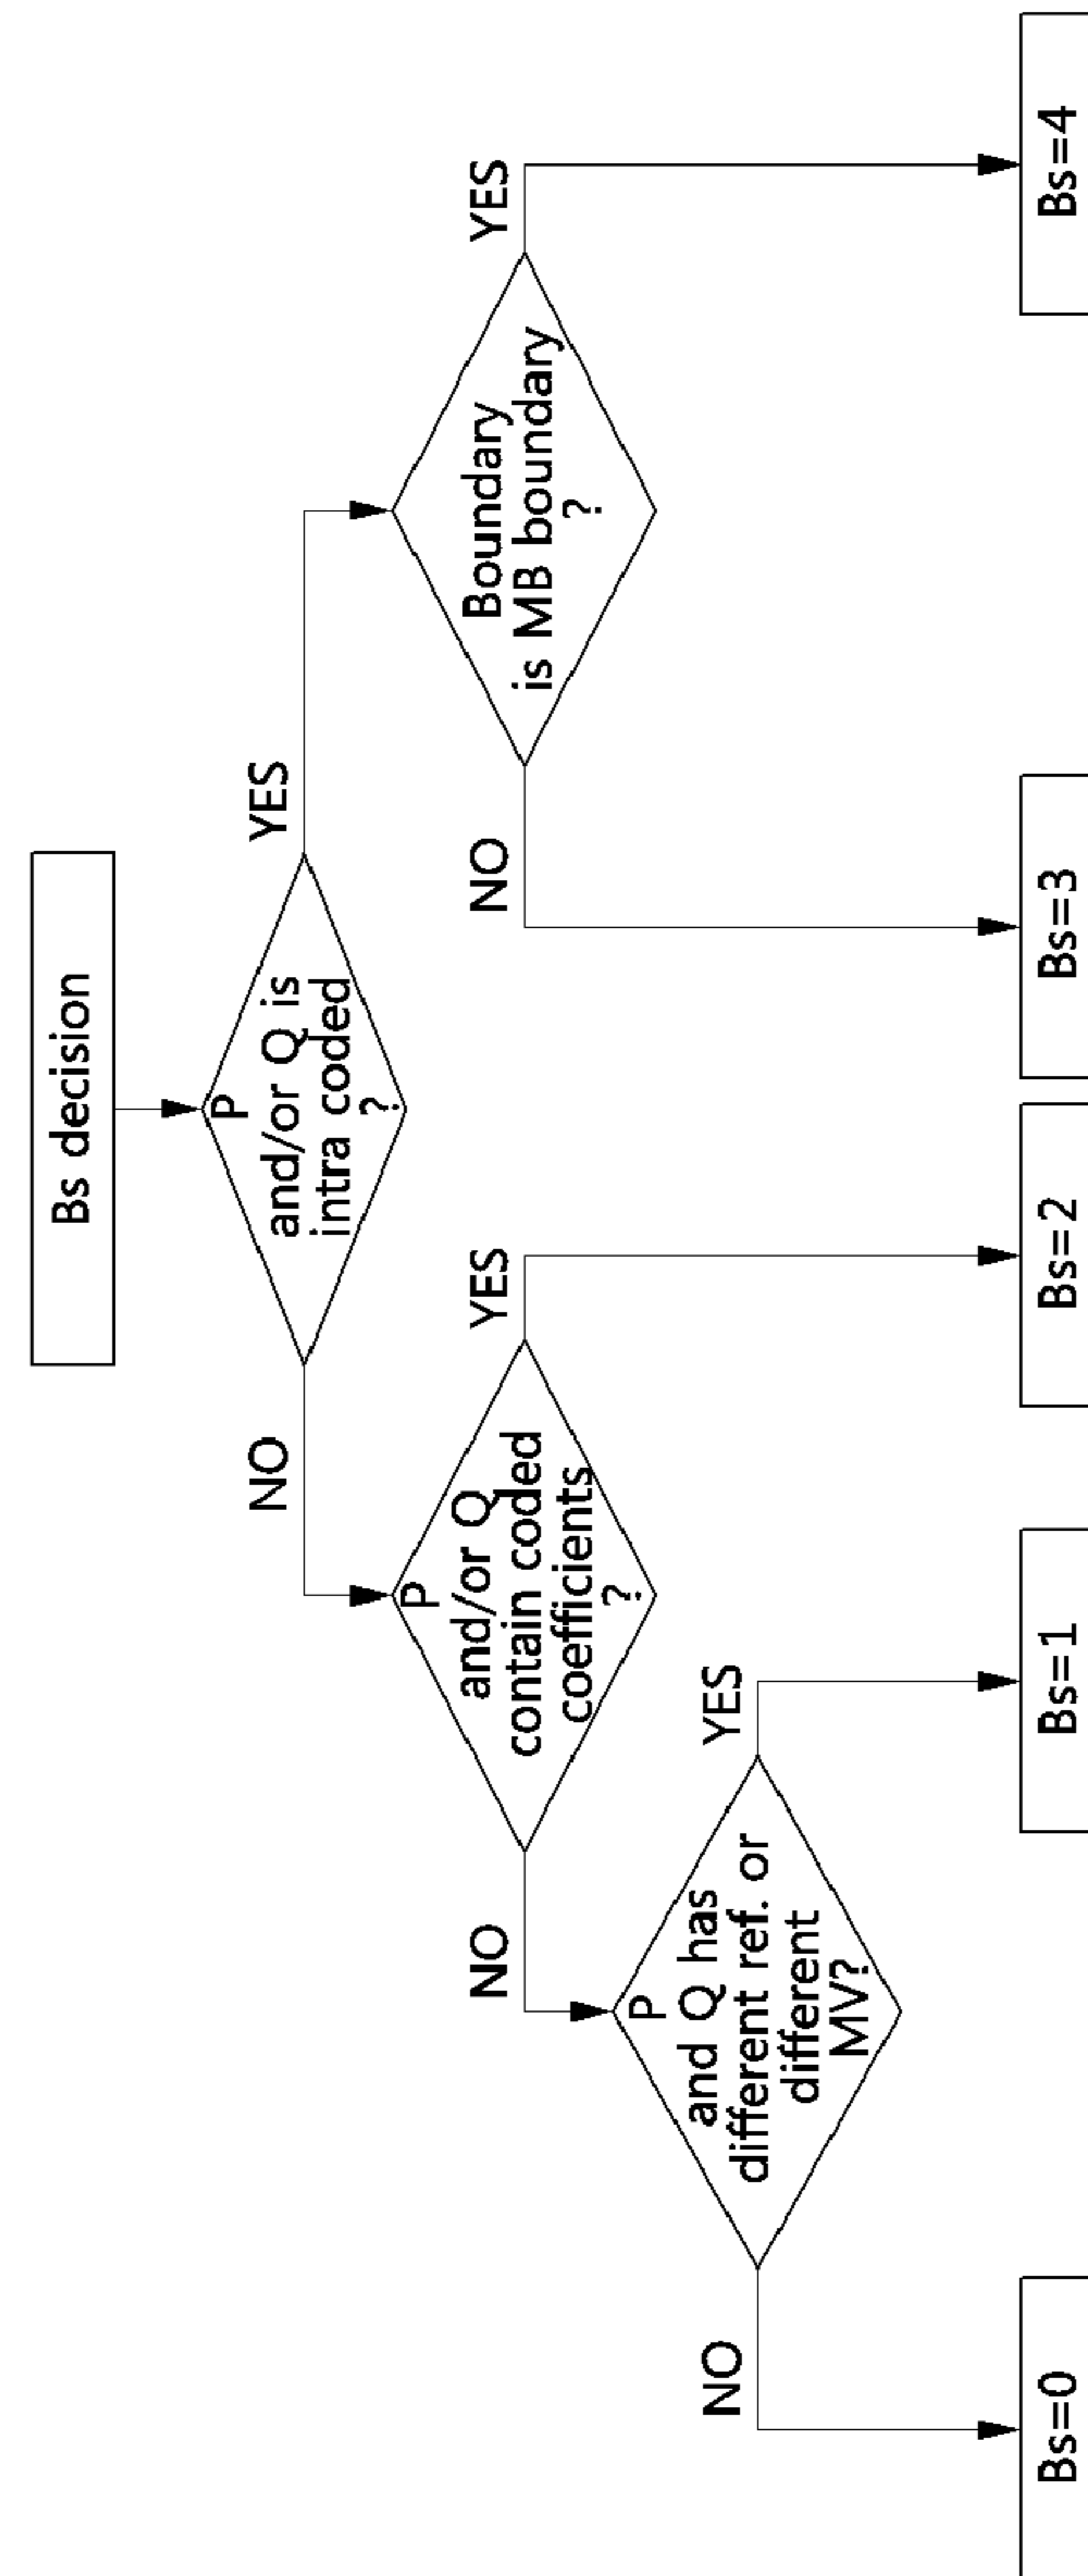 Bs decision
P
and/or Q is
intra coded
?
NO
YES
P
and/or Q
contain coded
coefficients
?
NO
YES
Boundary
is MB boundary
?
NO
YES
P
and Q has
different ref. or
different
MV?
NO
YES
Bs=0
Bs=1
Bs=2
Bs=3
Bs=4